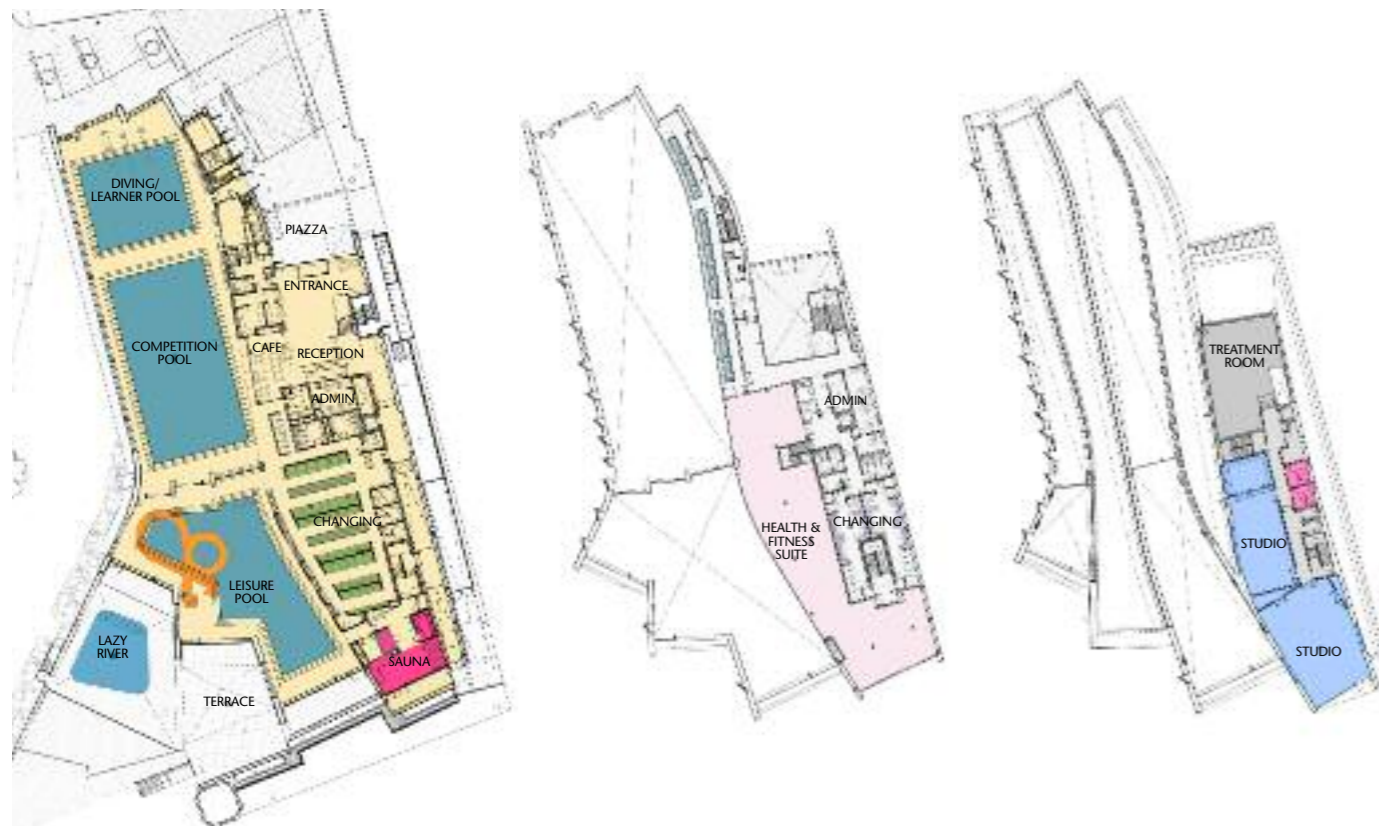 DIVING/
LEARNER POOL
PIAZZA
ENTRANCE
COMPETITION
POOL
CAFE
RECEPTION
ADMIN
CHANGING
LEISURE
POOL
LAZY
RIVER
SAUNA
TERRACE
ADMIN
HEALTH &
FITNESS
SUITE
CHANGING
TREATMENT
ROOM
STUDIO
STUDIO